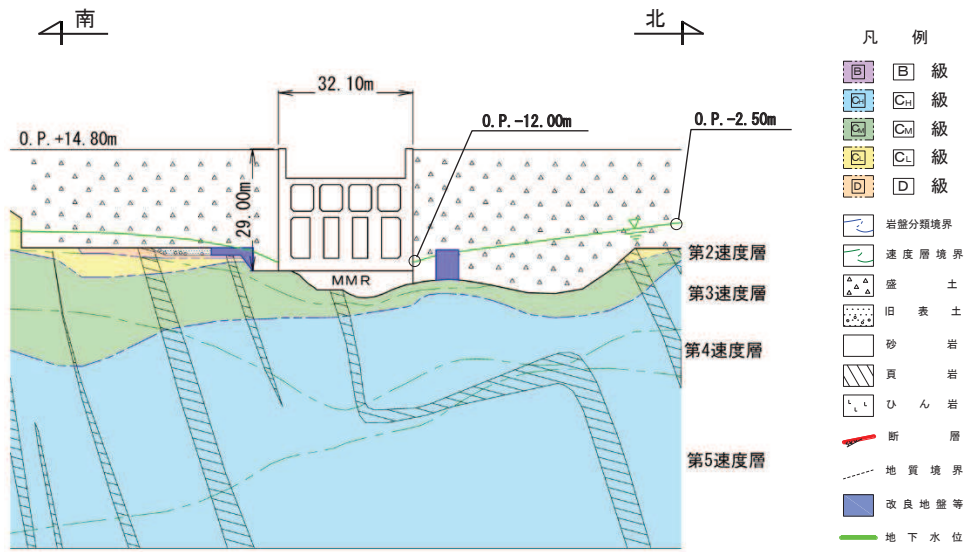 南
北
32.10m
O.P.+14.80m
O.P.-12.00m
O.P.-2.50m
29.00m
MMR
第2速度層
第3速度層
第4速度層
第5速度層
凡 例
B B 級
CH CH 級
CM CM 級
CL CL 級
D D 級
岩盤分類境界
速度層境界
盛土
旧表土
砂岩
頁岩
ひん岩
断層
地質境界
改良地盤等
地下水位